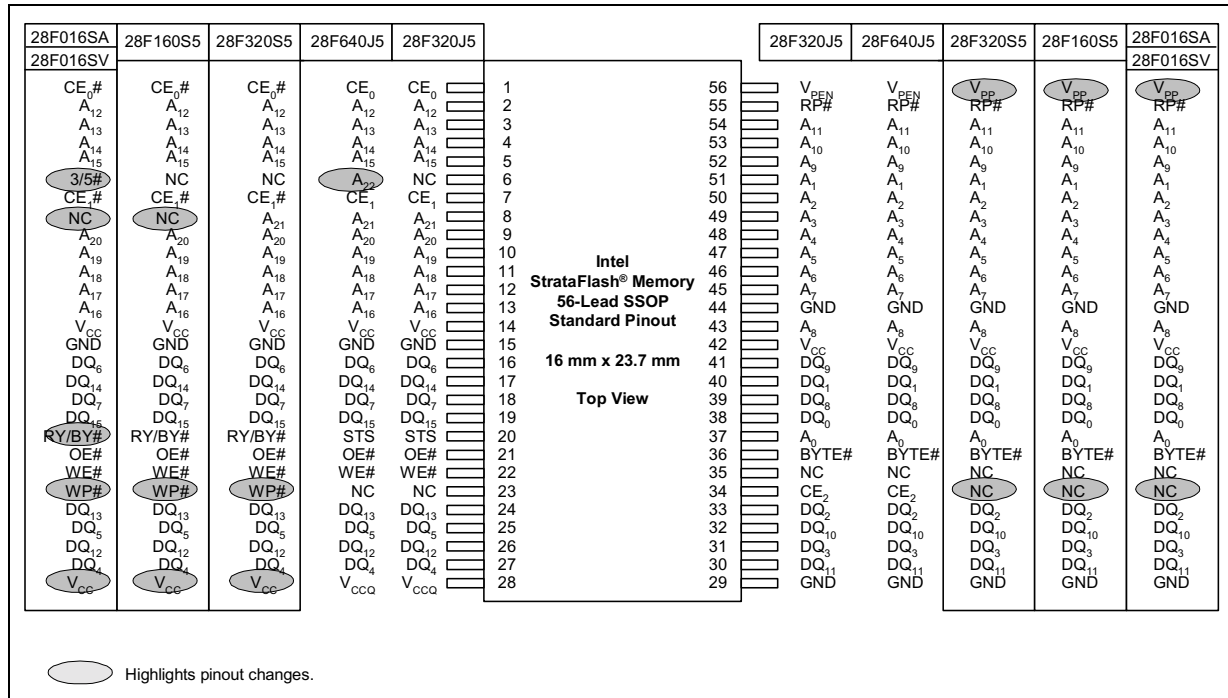 28F016SA 28F160S5 28F320S5 28F640J5 28F320J5 28F320J5 28F640J5 28F320S5 28F160S5 28F016SA
28F016SV 28F016SV
CE0# CE0# CE0# CE0 CE0 1 56 VPEN VPEN VPP VPP VPP
A12 A12 A12 A12 A12 2 55 RP# RP# RP# RP# RP#
A13 A13 A13 A13 A13 3 54 A11 A11 A11 A11 A11
A14 A14 A14 A14 A14 4 53 A10 A10 A10 A10 A10
A15 A15 A15 A15 A15 5 52 A9 A9 A9 A9 A9
3/5# NC NC A22 NC 6 51 A1 A1 A1 A1 A1
CE1# CE1# CE1# CE1 CE1 7 50 A2 A2 A2 A2 A2
NC NC A21 A21 A21 8 49 A3 A3 A3 A3 A3
A20 A20 A20 A20 A20 9 48 A4 A4 A4 A4 A4
A19 A19 A19 A19 A19 10 47 A5 A5 A5 A5 A5
A18 A18 A18 A18 A18 11 46 A6 A6 A6 A6 A6
A17 A17 A17 A17 A17 12 45 A7 A7 A7 A7 A7
A16 A16 A16 A16 A16 13 44 GND GND GND GND GND
VCC VCC VCC VCC VCC 14 43 A8 A8 A8 A8 A8
GND GND GND GND GND 15 42 VCC VCC VCC VCC VCC
DQ6 DQ6 DQ6 DQ6 DQ6 16 41 DQ9 DQ9 DQ9 DQ9 DQ9
DQ14 DQ14 DQ14 DQ14 DQ14 17 40 DQ1 DQ1 DQ1 DQ1 DQ1
DQ7 DQ7 DQ7 DQ7 DQ7 18 39 DQ8 DQ8 DQ8 DQ8 DQ8
DQ15 DQ15 DQ15 DQ15 DQ15 19 38 DQ0 DQ0 DQ0 DQ0 DQ0
RY/BY# RY/BY# RY/BY# STS STS 20 37 A0 A0 A0 A0 A0
OE# OE# OE# OE# OE# 21 36 BYTE# BYTE# BYTE# BYTE# BYTE#
WE# WE# WE# WE# WE# 22 35 NC NC NC NC NC
WP# WP# WP# NC NC 23 34 CE2 CE2 NC NC NC
DQ13 DQ13 DQ13 DQ13 DQ13 24 33 DQ2 DQ2 DQ2 DQ2 DQ2
DQ5 DQ5 DQ5 DQ5 DQ5 25 32 DQ10 DQ10 DQ10 DQ10 DQ10
DQ12 DQ12 DQ12 DQ12 DQ12 26 31 DQ3 DQ3 DQ3 DQ3 DQ3
DQ4 DQ4 DQ4 DQ4 DQ4 27 30 DQ11 DQ11 DQ11 DQ11 DQ11
VCC VCC VCC VCCQ VCCQ 28 29 GND GND GND GND GND
Intel
StrataFlash® Memory
56-Lead SSOP
Standard Pinout
16 mm x 23.7 mm
Top View
Highlights pinout changes.